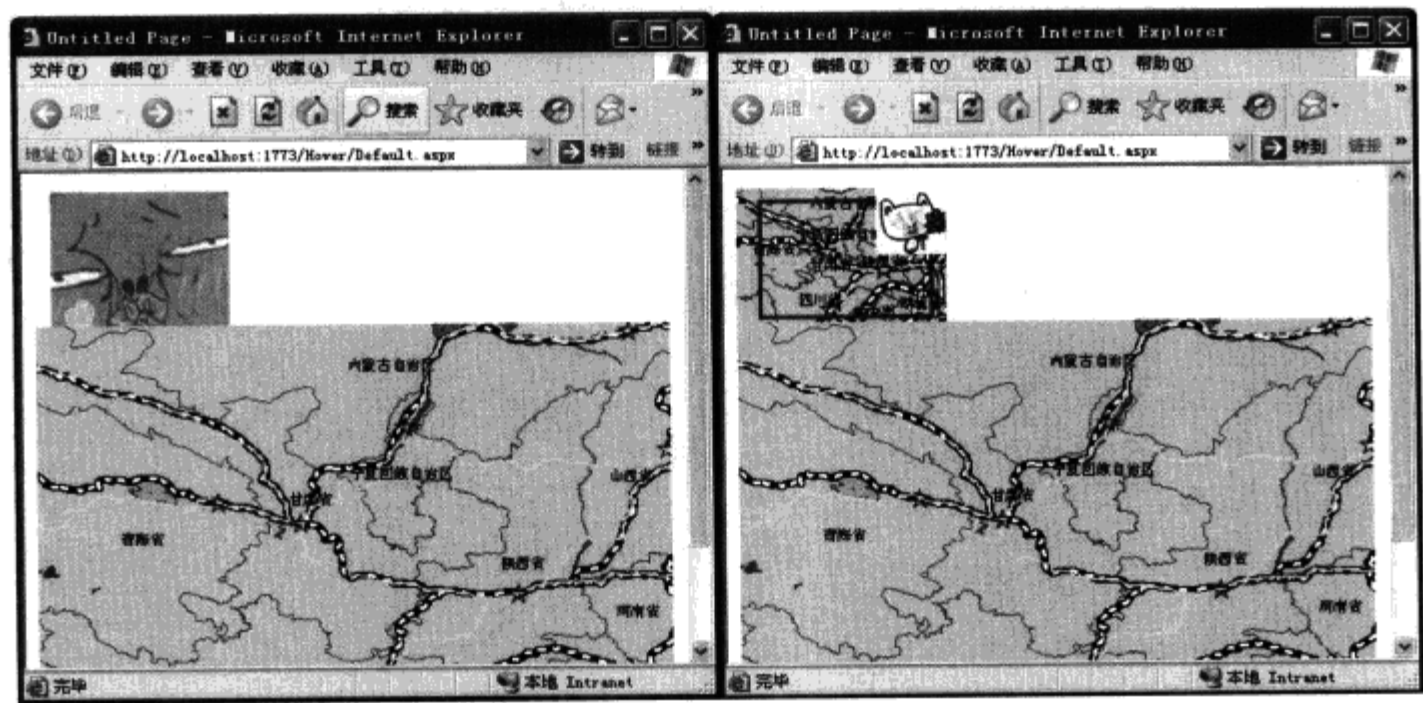 Untitled Page - Microsoft Internet Explorer
文件(F) 编辑(E) 查看(V) 收藏(A) 工具(T) 帮助(H)
后退 搜索 收藏夹 »
地址(D) http://localhost:1773/Hover/Default.aspx 转到 链接 »
内蒙古自治区
宁夏回族自治区
山西省
甘肃省
青海省
陕西省
河南省
完毕 本地 Intranet
Untitled Page - Microsoft Internet Explorer
文件(F) 编辑(E) 查看(V) 收藏(A) 工具(T) 帮助(H)
后退 搜索 收藏夹 »
地址(D) http://localhost:1773/Hover/Default.aspx 转到 链接 »
内蒙古
四川省
内蒙古自治区
宁夏回族自治区
山西省
甘肃省
青海省
陕西省
河南省
完毕 本地 Intranet